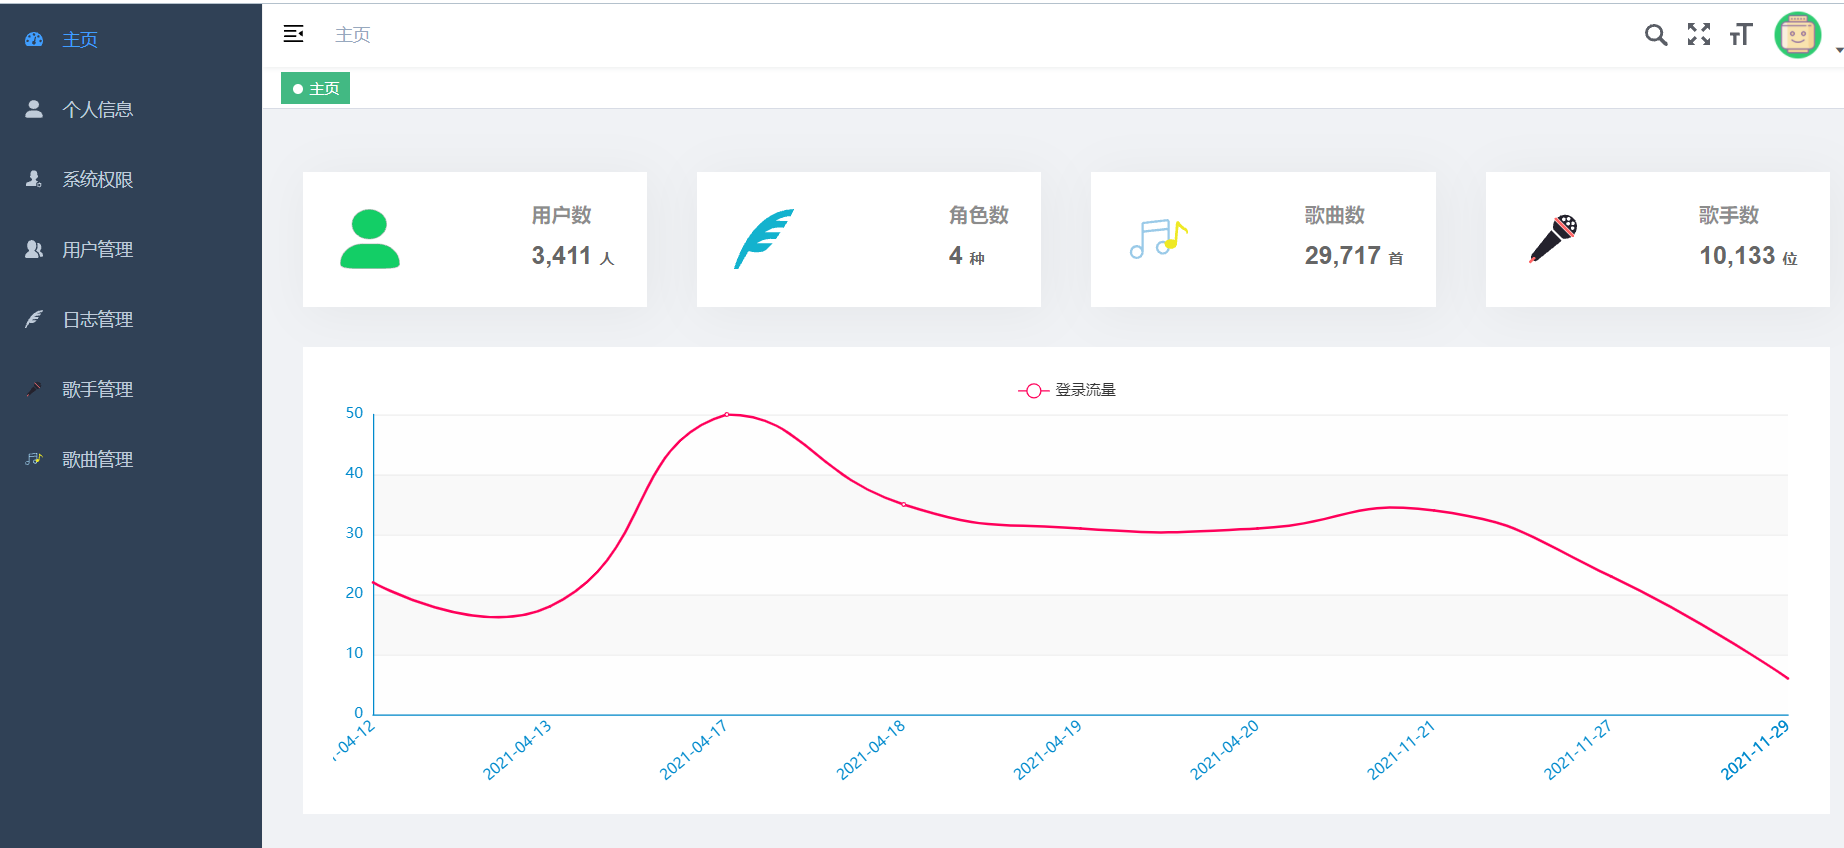 主页
个人信息
系统权限
用户管理
日志管理
歌手管理
歌曲管理
主页
主页
用户数
3,411 人
角色数
4 种
歌曲数
29,717 首
歌手数
10,133 位
登录流量
50
40
30
20
10
0
-04-12
2021-04-13
2021-04-17
2021-04-18
2021-04-19
2021-04-20
2021-11-21
2021-11-27
2021-11-29